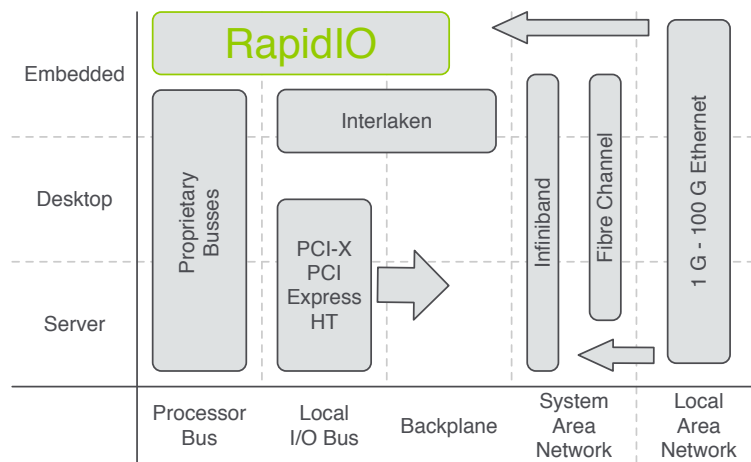 RapidIO
Embedded
Interlaken
Desktop
Server
Proprietary
Busses
PCI-X
PCI
Express
HT
Infiniband
Fibre Channel
1 G - 100 G Ethernet
Processor
Bus
Local
I/O Bus
Backplane
System
Area
Network
Local
Area
Network